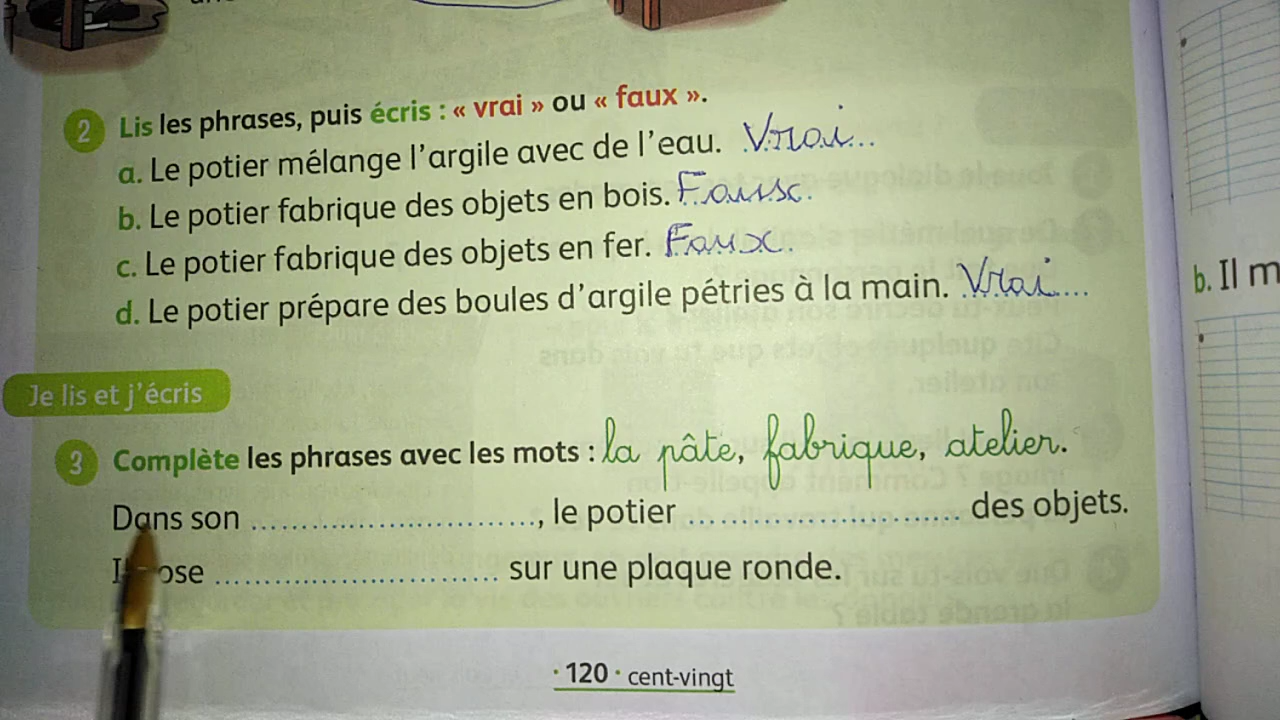 2 Lis les phrases, puis écris : « vrai » ou « faux ».
a. Le potier mélange l'argile avec de l'eau. Vrai...
b. Le potier fabrique des objets en bois. Faux.
c. Le potier fabrique des objets en fer. Faux.
d. Le potier prépare des boules d'argile pétries à la main. Vrai....
Je lis et j'écris
3 Complète les phrases avec les mots : la pâte, fabrique, atelier.
Dans son ............................, le potier ............................ des objets.
ose ............................ sur une plaque ronde.
· 120 · cent-vingt
b. Il m